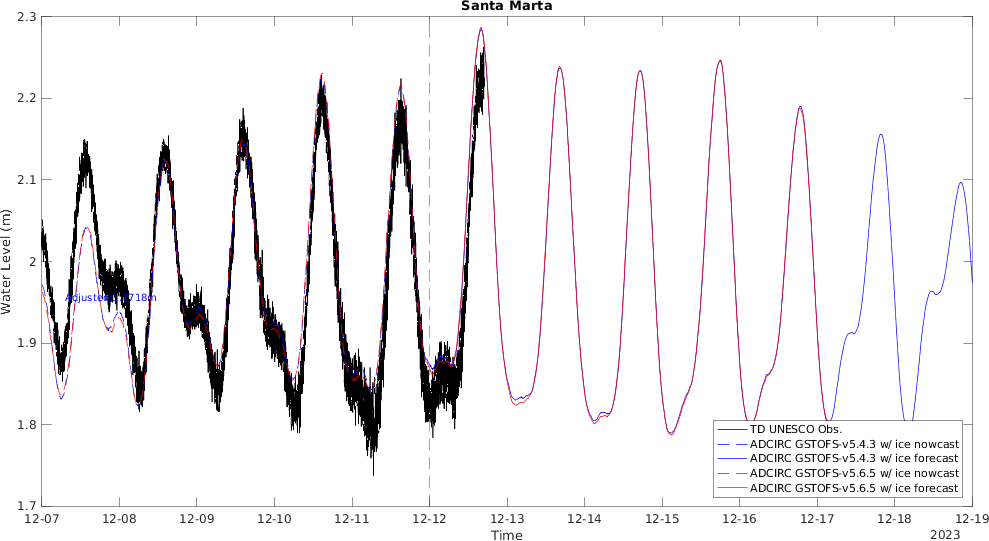 Santa Marta
2.3
2.2
2.1
2
1.9
1.8
1.7
Water Level (m)
TD UNESCO Obs.
ADCIRC GSTOFS-v5.4.3 w/ ice nowcast
ADCIRC GSTOFS-v5.4.3 w/ ice forecast
ADCIRC GSTOFS-v5.6.5 w/ ice nowcast
ADCIRC GSTOFS-v5.6.5 w/ ice forecast
12-07 12-08 12-09 12-10 12-11 12-12 12-13 12-14 12-15 12-16 12-17 12-18 12-19
Time
2023